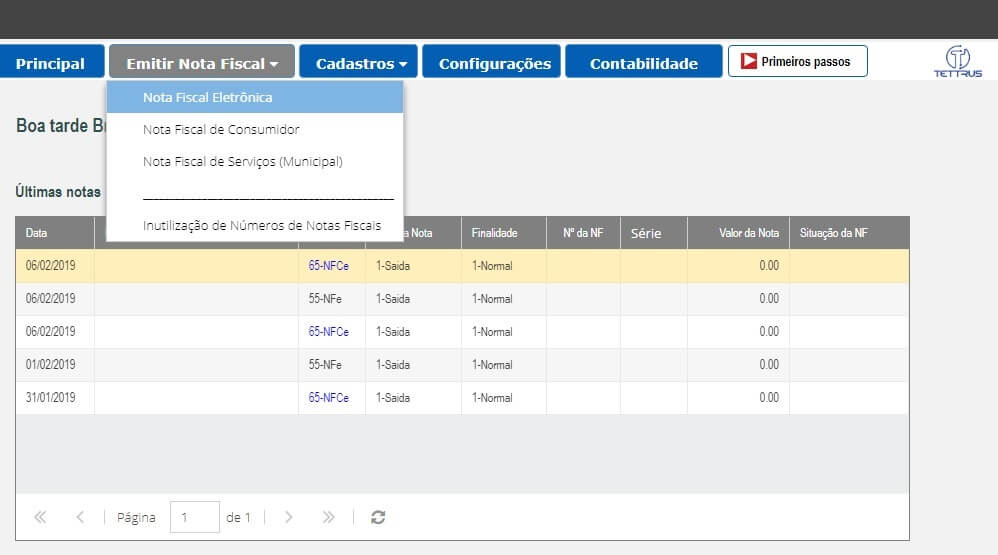 Principal Emitir Nota Fiscal Cadastros Configurações Contabilidade Primeiros passos
TETTRUS
Nota Fiscal Eletrônica
Boa tarde
Nota Fiscal de Consumidor
Nota Fiscal de Serviços (Municipal)
Últimas notas
Inutilização de Números de Notas Fiscais
Data Nota Finalidade Nº da NF Série Valor da Nota Situação da NF
06/02/2019 65-NFCe 1-Saida 1-Normal 0.00
06/02/2019 55-NFe 1-Saida 1-Normal 0.00
06/02/2019 65-NFCe 1-Saida 1-Normal 0.00
01/02/2019 55-NFe 1-Saida 1-Normal 0.00
31/01/2019 65-NFCe 1-Saida 1-Normal 0.00
Página 1 de 1